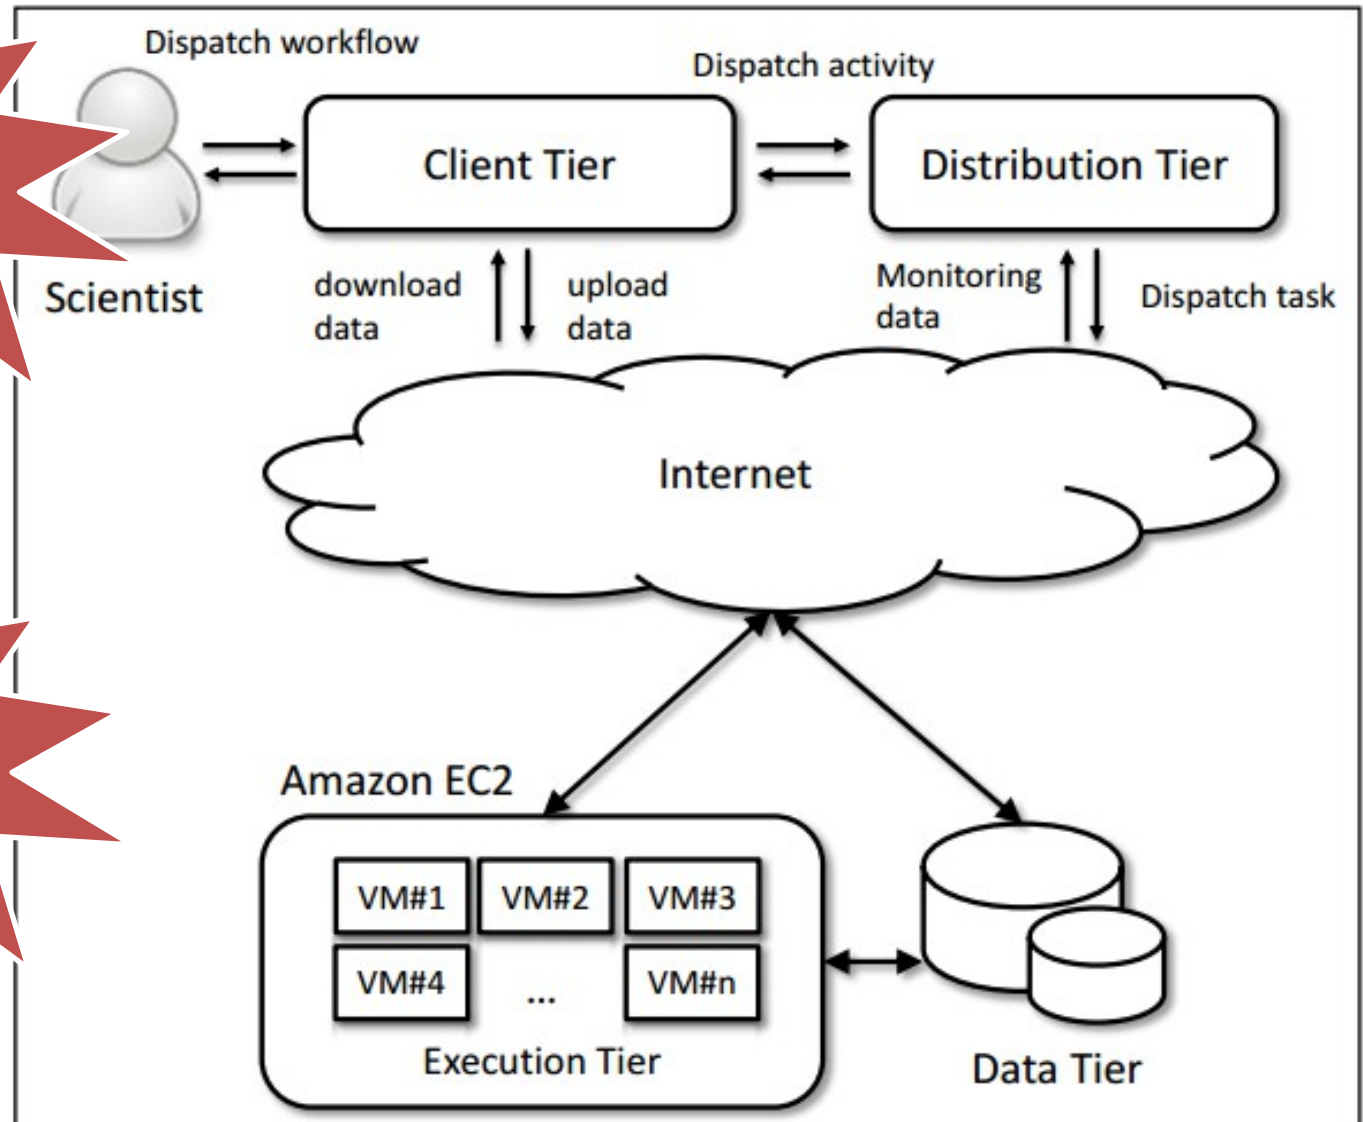 Dispatch workflow
Dispatch activity
Client Tier
Distribution Tier
Scientist
download
data
upload
data
Monitoring
data
Dispatch task
Internet
Amazon EC2
VM#1
VM#2
VM#3
VM#4
...
VM#n
Execution Tier
Data Tier